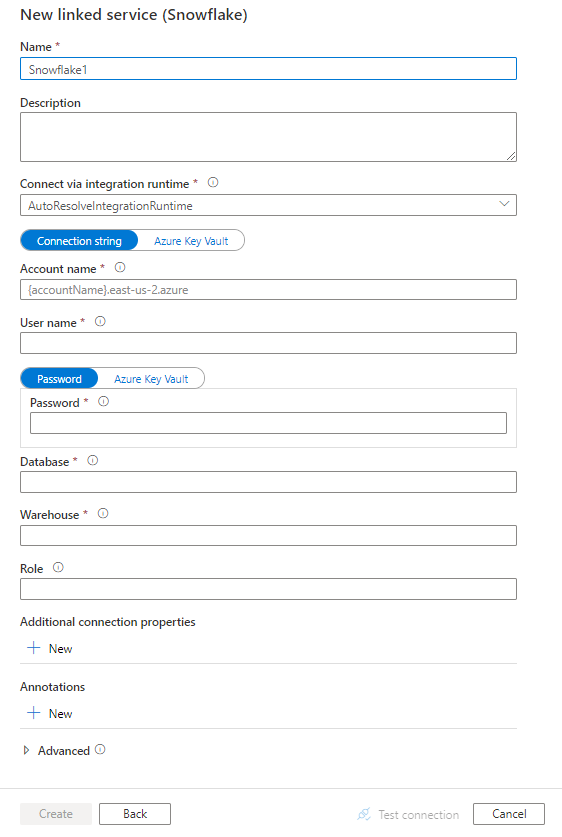 New linked service (Snowflake)
Name *
Snowflake1
Description
Connect via integration runtime *
AutoResolveIntegrationRuntime
Connection string Azure Key Vault
Account name *
{accountName}.east-us-2.azure
User name *
Password Azure Key Vault
Password *
Database *
Warehouse *
Role
Additional connection properties
+ New
Annotations
+ New
Advanced
Create Back Test connection Cancel